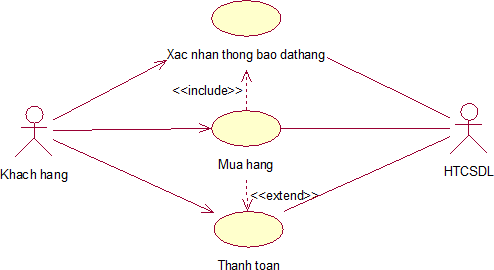 Xac nhan thong bao dathang
<<include>>
Khach hang
Mua hang
HTCSDL
<<extend>>
Thanh toan